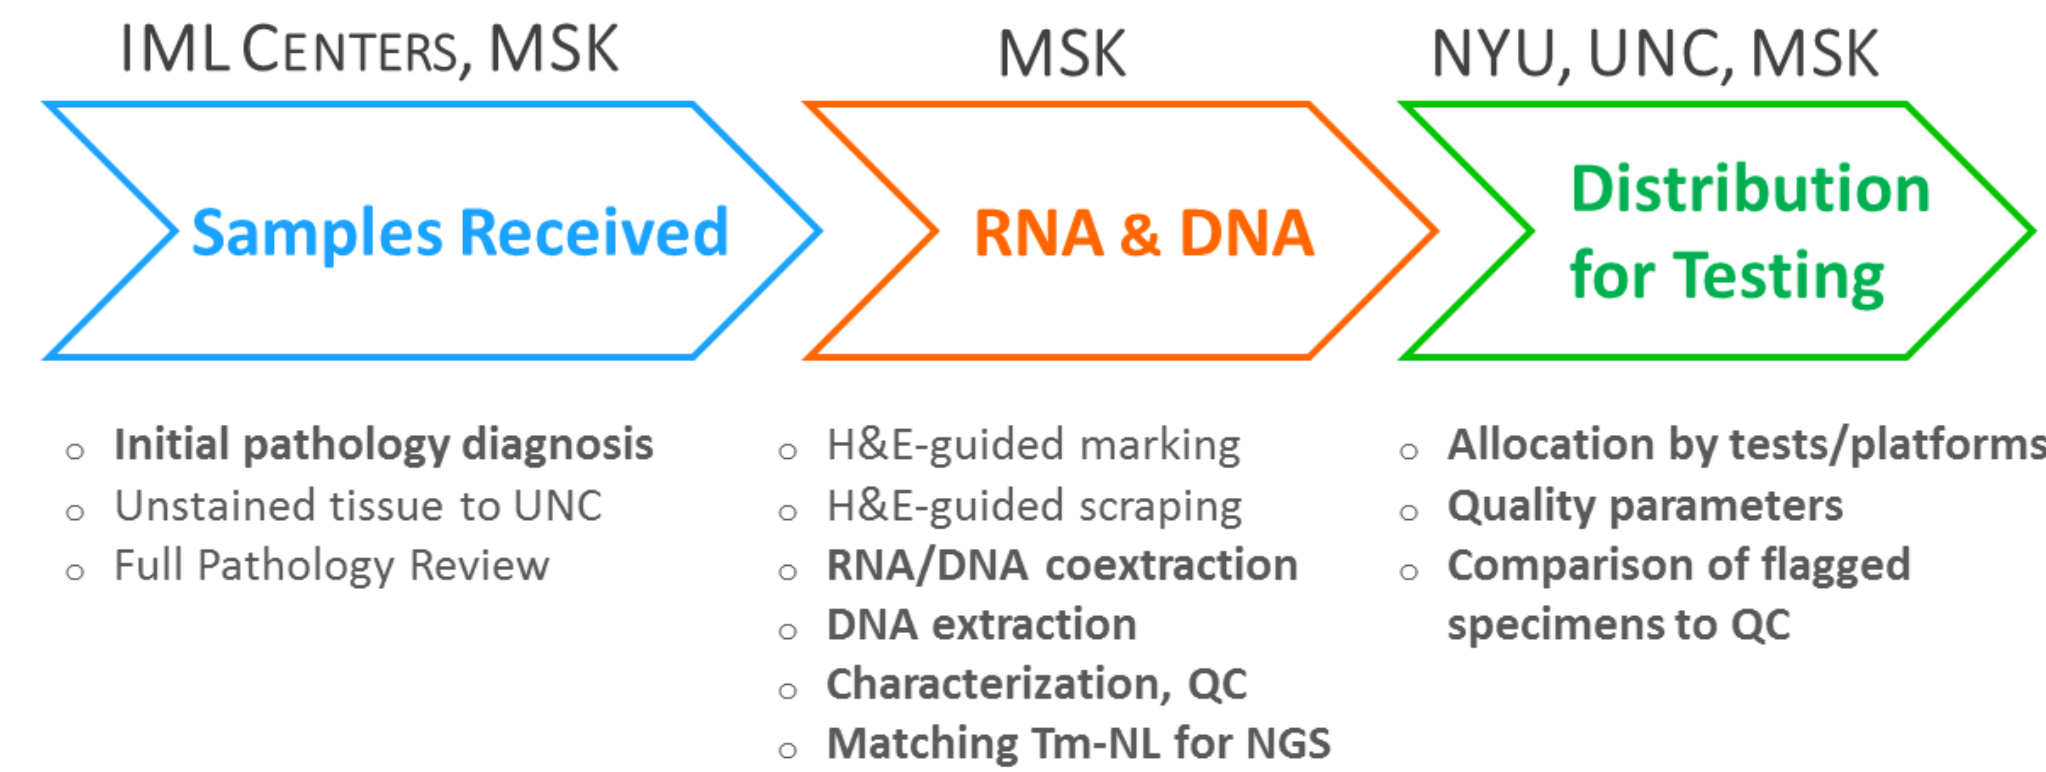 IML CENTERS, MSK
Samples Received
○ Initial pathology diagnosis
○ Unstained tissue to UNC
○ Full Pathology Review
MSK
RNA & DNA
○ H&E-guided marking
○ H&E-guided scraping
○ RNA/DNA coextraction
○ DNA extraction
○ Characterization, QC
○ Matching Tm-NL for NGS
NYU, UNC, MSK
Distribution
for Testing
○ Allocation by tests/platforms
○ Quality parameters
○ Comparison of flagged
specimens to QC